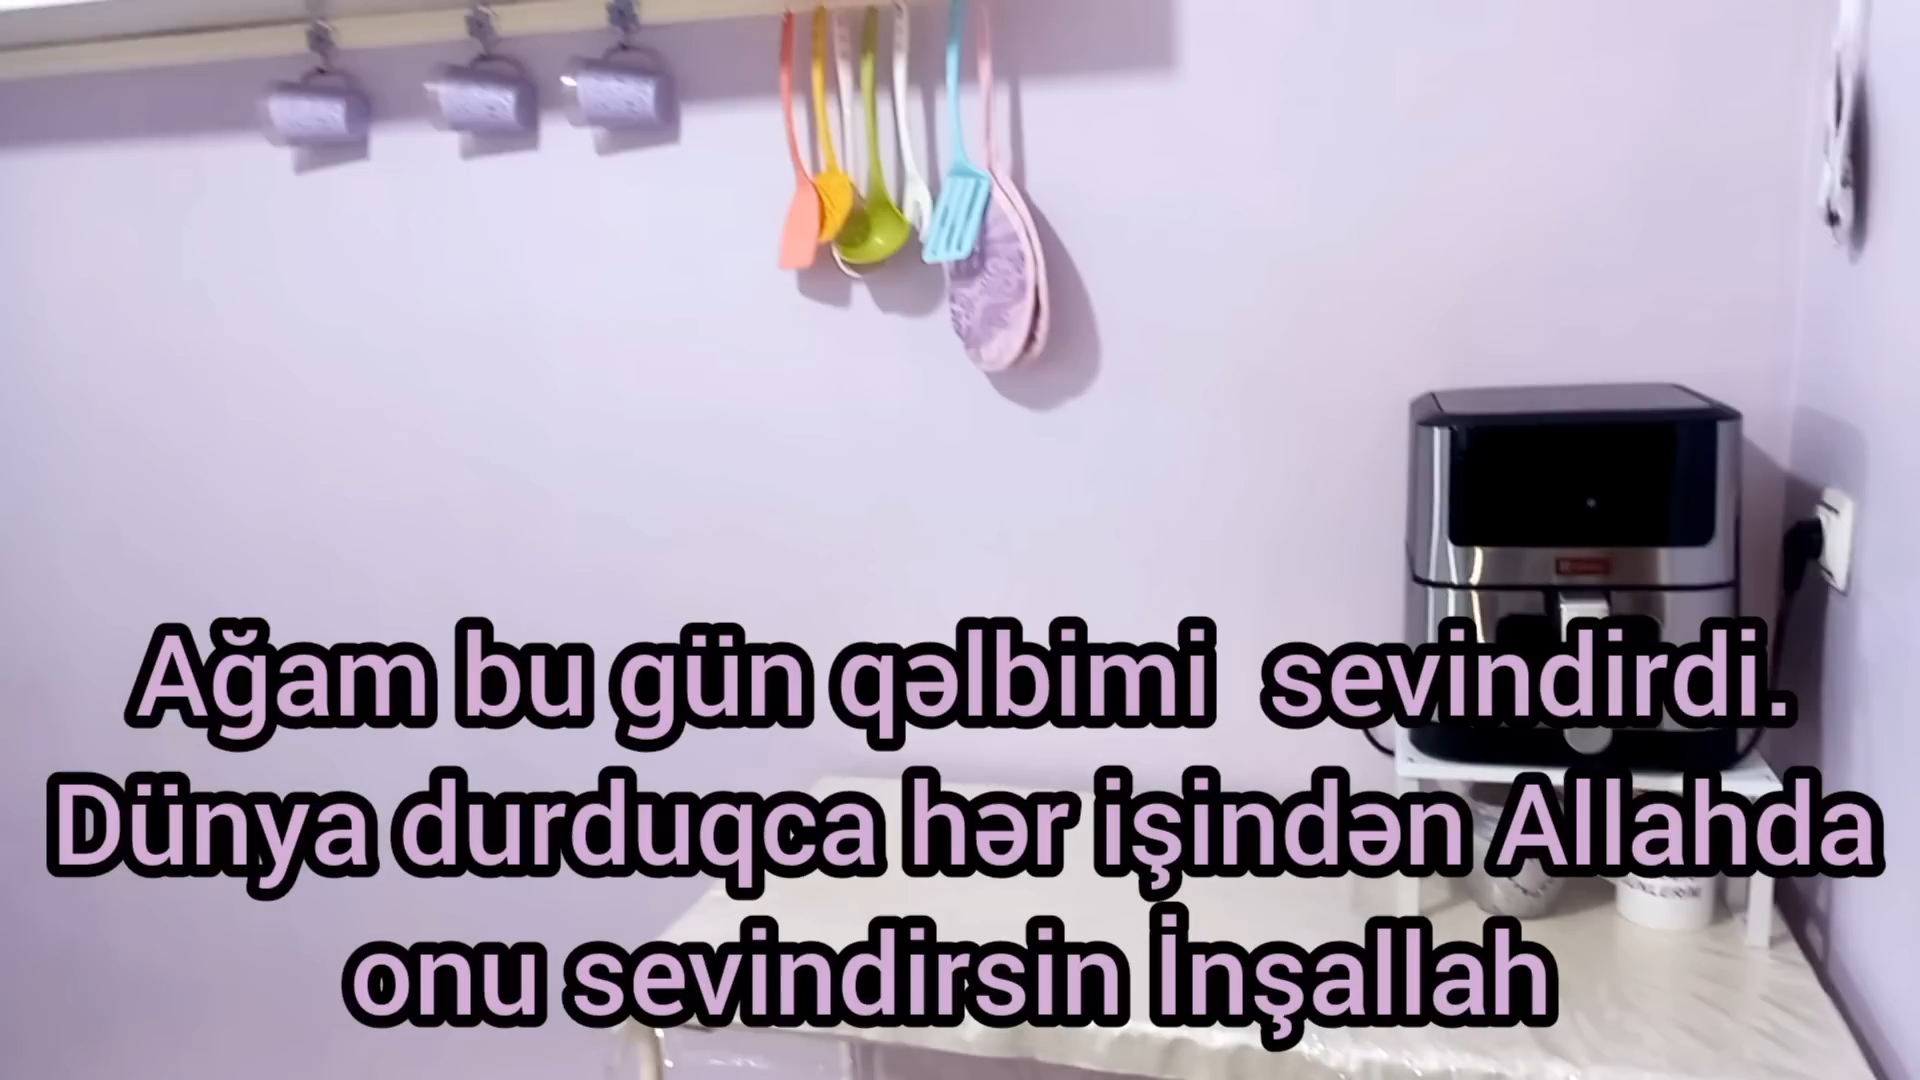 Ağam bu gün qəlbimi  sevindirdi.
Dünya durduqca hər işindən Allahda
onu sevindirsin İnşallah